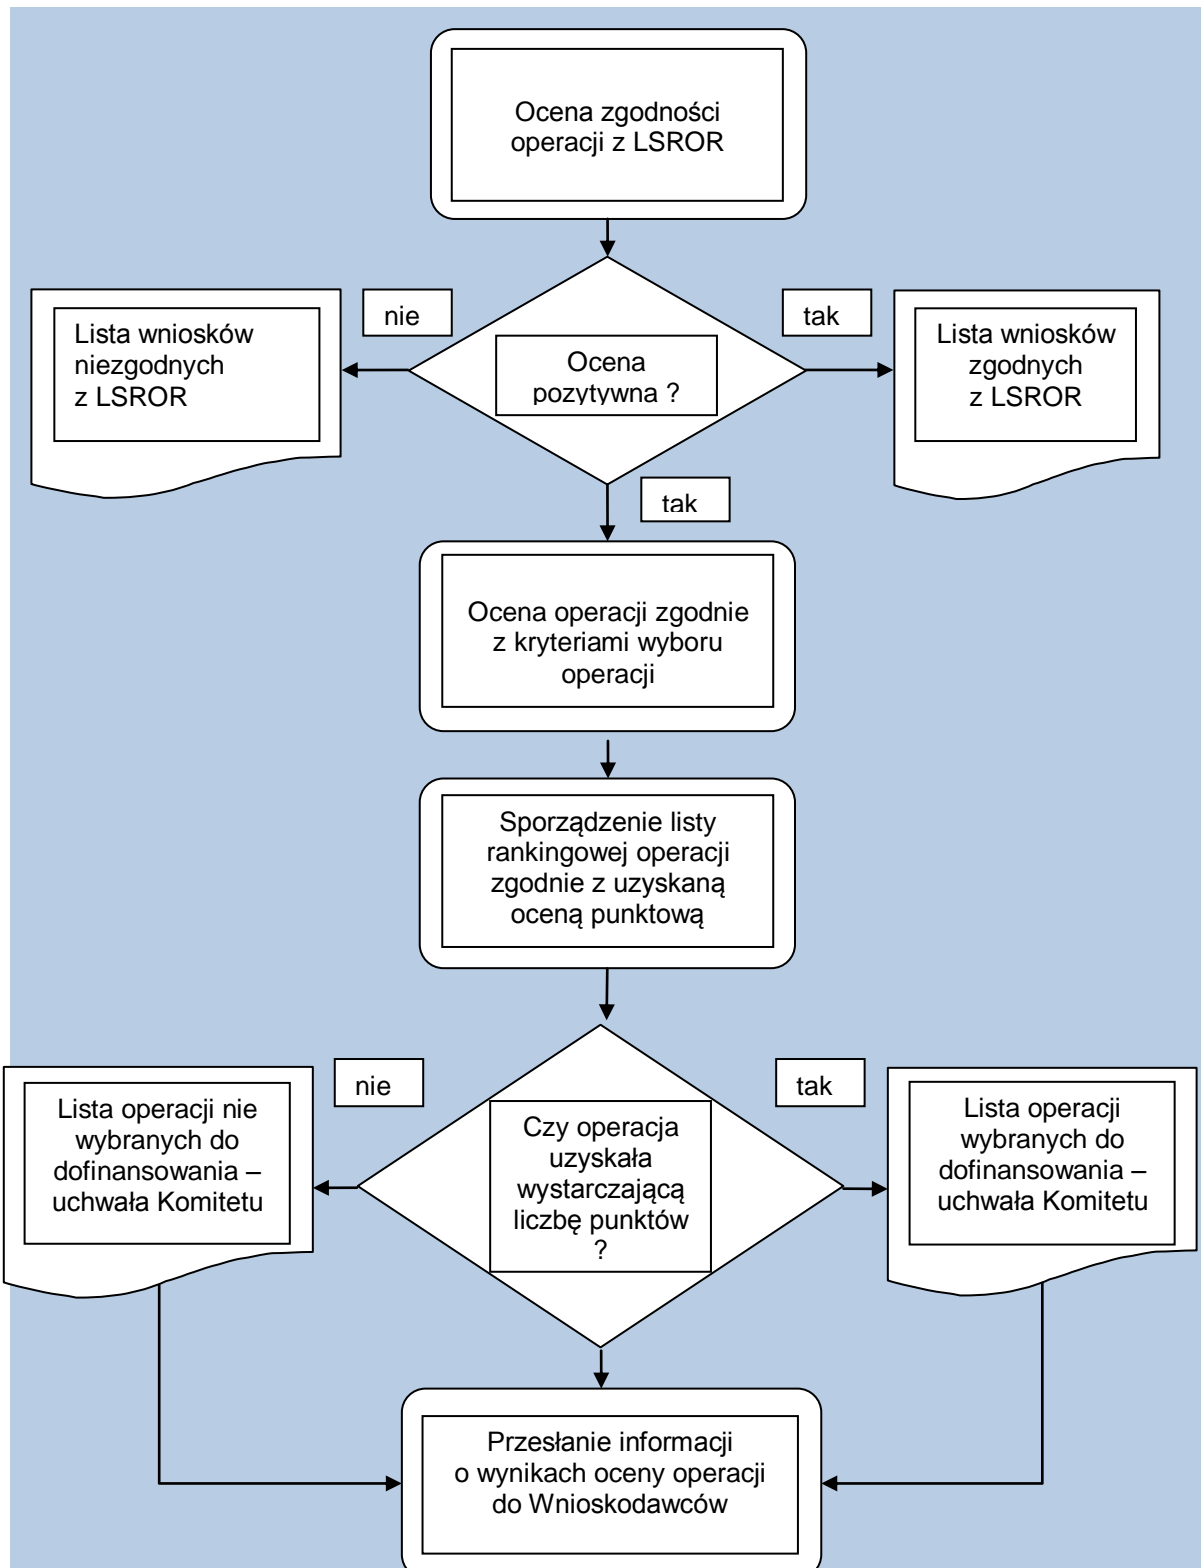 Ocena zgodności
operacji z LSROR
nie
tak
Lista wniosków
niezgodnych
z LSROR
Ocena
pozytywna ?
Lista wniosków
zgodnych
z LSROR
tak
Ocena operacji zgodnie
z kryteriami wyboru
operacji
Sporządzenie listy
rankingowej operacji
zgodnie z uzyskaną
oceną punktową
nie
tak
Lista operacji nie
wybranych do
dofinansowania –
uchwała Komitetu
Czy operacja
uzyskała
wystarczającą
liczbę punktów
?
Lista operacji
wybranych do
dofinansowania –
uchwała Komitetu
Przesłanie informacji
o wynikach oceny operacji
do Wnioskodawców